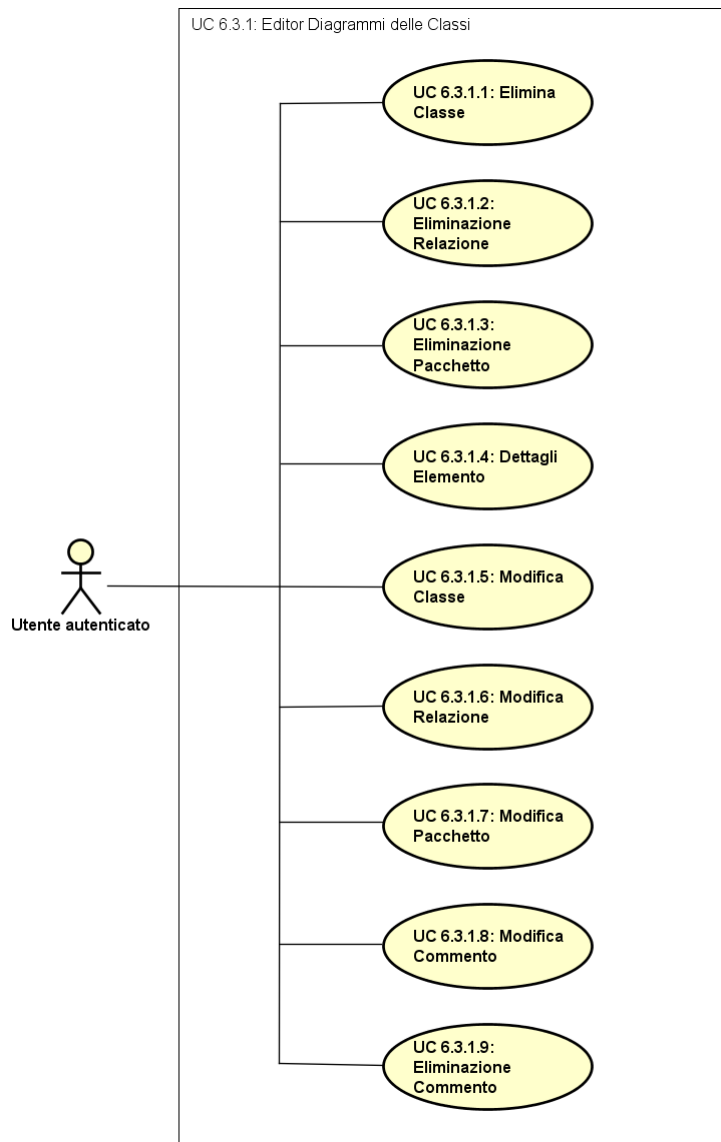 UC 6.3.1: Editor Diagrammi delle Classi
UC 6.3.1.1: Elimina
Classe
UC 6.3.1.2:
Eliminazione
Relazione
UC 6.3.1.3:
Eliminazione
Pacchetto
UC 6.3.1.4: Dettagli
Elemento
Utente autenticato
UC 6.3.1.5: Modifica
Classe
UC 6.3.1.6: Modifica
Relazione
UC 6.3.1.7: Modifica
Pacchetto
UC 6.3.1.8: Modifica
Commento
UC 6.3.1.9:
Eliminazione
Commento